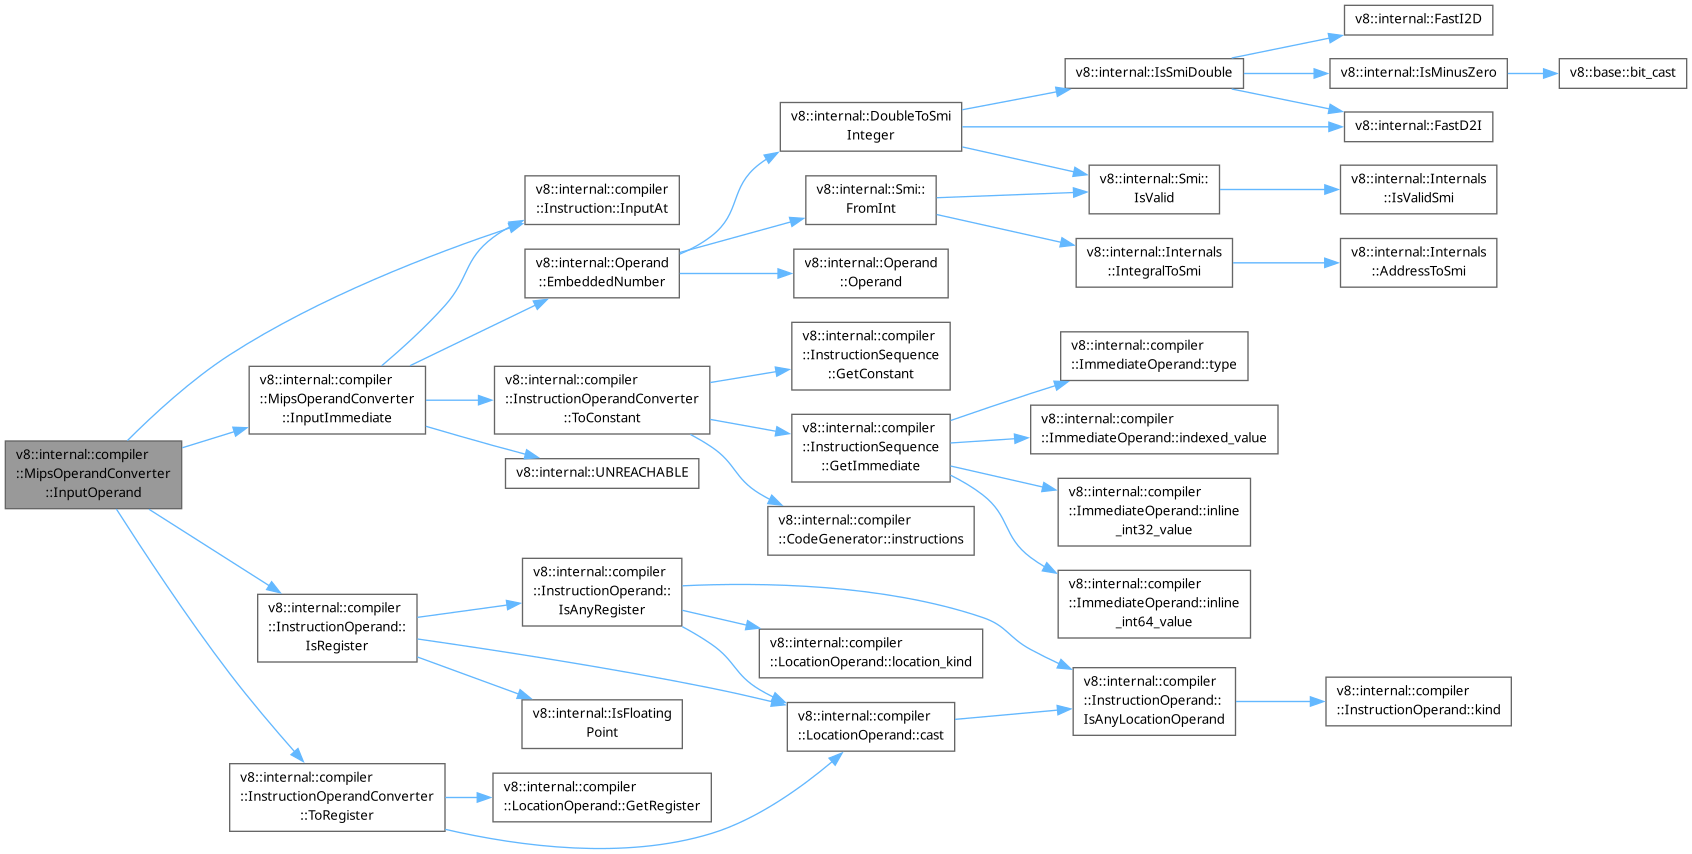 v8::internal::FastI2D
v8::internal::IsSmiDouble
v8::internal::IsMinusZero
v8::base::bit_cast
v8::internal::DoubleToSmi
Integer
v8::internal::FastD2I
v8::internal::compiler
::Instruction::InputAt
v8::internal::Smi::
FromInt
v8::internal::Smi::
IsValid
v8::internal::Internals
::IsValidSmi
v8::internal::Operand
::EmbeddedNumber
v8::internal::Operand
::Operand
v8::internal::Internals
::IntegralToSmi
v8::internal::Internals
::AddressToSmi
v8::internal::compiler
::InstructionSequence
::GetConstant
v8::internal::compiler
::ImmediateOperand::type
v8::internal::compiler
::MipsOperandConverter
::InputImmediate
v8::internal::compiler
::InstructionOperandConverter
::ToConstant
v8::internal::compiler
::InstructionSequence
::GetImmediate
v8::internal::compiler
::ImmediateOperand::indexed_value
v8::internal::compiler
::MipsOperandConverter
::InputOperand
v8::internal::UNREACHABLE
v8::internal::compiler
::ImmediateOperand::inline
_int32_value
v8::internal::compiler
::CodeGenerator::instructions
v8::internal::compiler
::InstructionOperand::
IsAnyRegister
v8::internal::compiler
::ImmediateOperand::inline
_int64_value
v8::internal::compiler
::InstructionOperand::
IsRegister
v8::internal::compiler
::LocationOperand::location_kind
v8::internal::compiler
::InstructionOperand::
IsAnyLocationOperand
v8::internal::compiler
::InstructionOperand::kind
v8::internal::IsFloating
Point
v8::internal::compiler
::LocationOperand::cast
v8::internal::compiler
::InstructionOperandConverter
::ToRegister
v8::internal::compiler
::LocationOperand::GetRegister